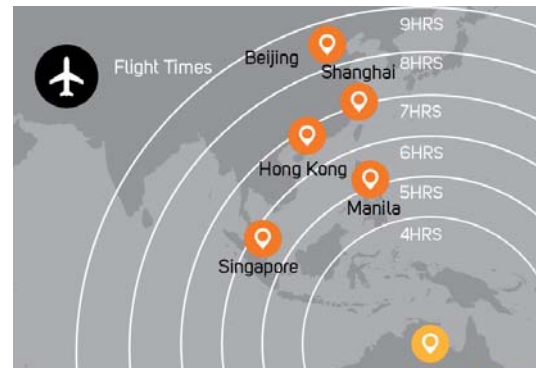 9HRS
Beijing
Flight Times
8HRS
Shanghai
7HRS
Hong Kong
6HRS
5HRS
Manila
4HRS
Singapore